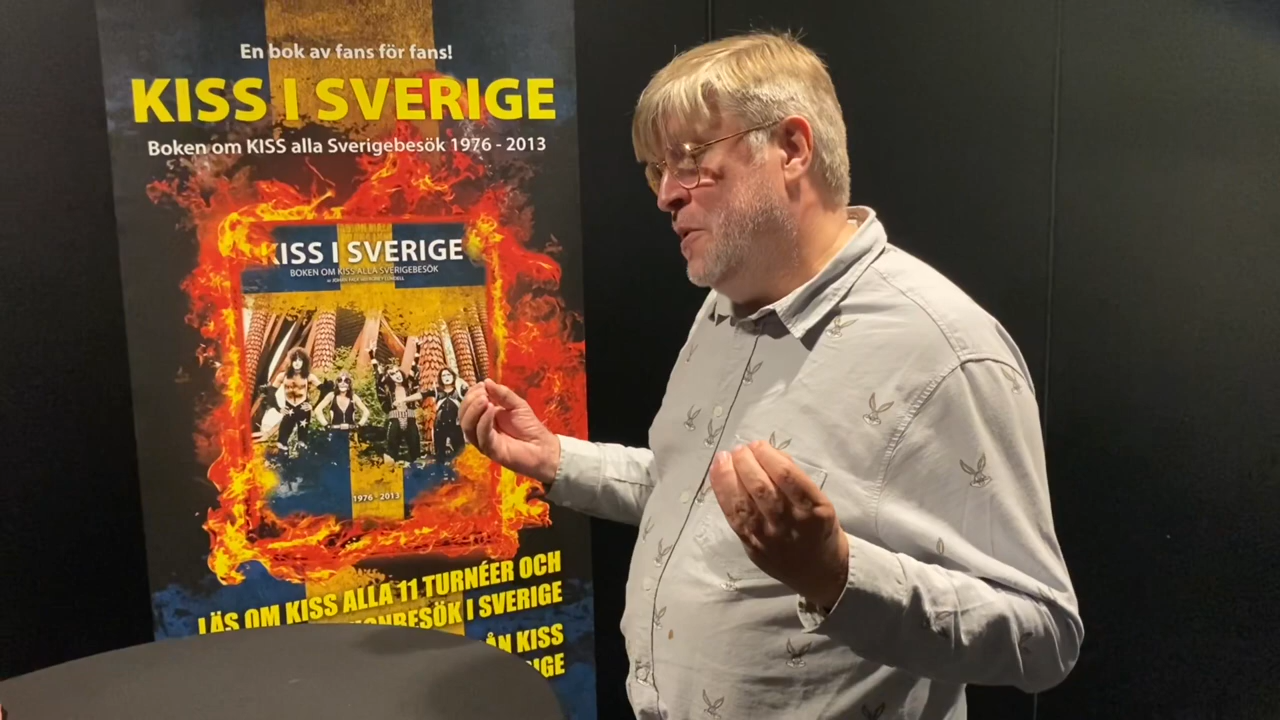 En bok av fans för fans!
KISS I SVERIGE
Boken om KISS alla Sverigebesök 1976 - 2013
KISS I SVERIGE
BOKEN OM KISS ALLA SVERIGEBESÖK
1976 - 2013
LÄS OM KISS ALLA 11 TURNÉER OCH
I SVERIGE
KISS